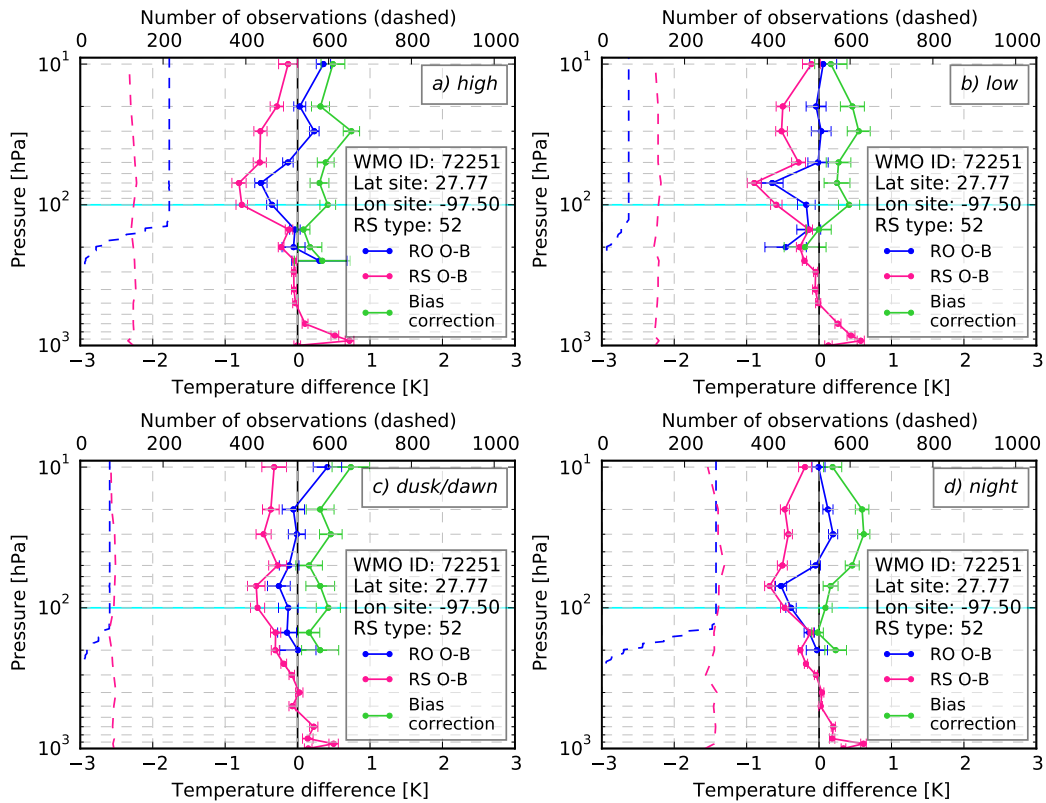 Number of observations (dashed)
0 200 400 600 800 1000
10¹
10²
10³
Pressure [hPa]
a) high
WMO ID: 72251
Lat site: 27.77
Lon site: -97.50
RS type: 52
RO O-B
RS O-B
Bias
correction
−3 −2 −1 0 1 2 3
Temperature difference [K]
Number of observations (dashed)
0 200 400 600 800 1000
10¹
10²
10³
Pressure [hPa]
b) low
WMO ID: 72251
Lat site: 27.77
Lon site: -97.50
RS type: 52
RO O-B
RS O-B
Bias
correction
−3 −2 −1 0 1 2 3
Temperature difference [K]
Number of observations (dashed)
0 200 400 600 800 1000
10¹
10²
10³
Pressure [hPa]
c) dusk/dawn
WMO ID: 72251
Lat site: 27.77
Lon site: -97.50
RS type: 52
RO O-B
RS O-B
Bias
correction
−3 −2 −1 0 1 2 3
Temperature difference [K]
Number of observations (dashed)
0 200 400 600 800 1000
10¹
10²
10³
Pressure [hPa]
d) night
WMO ID: 72251
Lat site: 27.77
Lon site: -97.50
RS type: 52
RO O-B
RS O-B
Bias
correction
−3 −2 −1 0 1 2 3
Temperature difference [K]